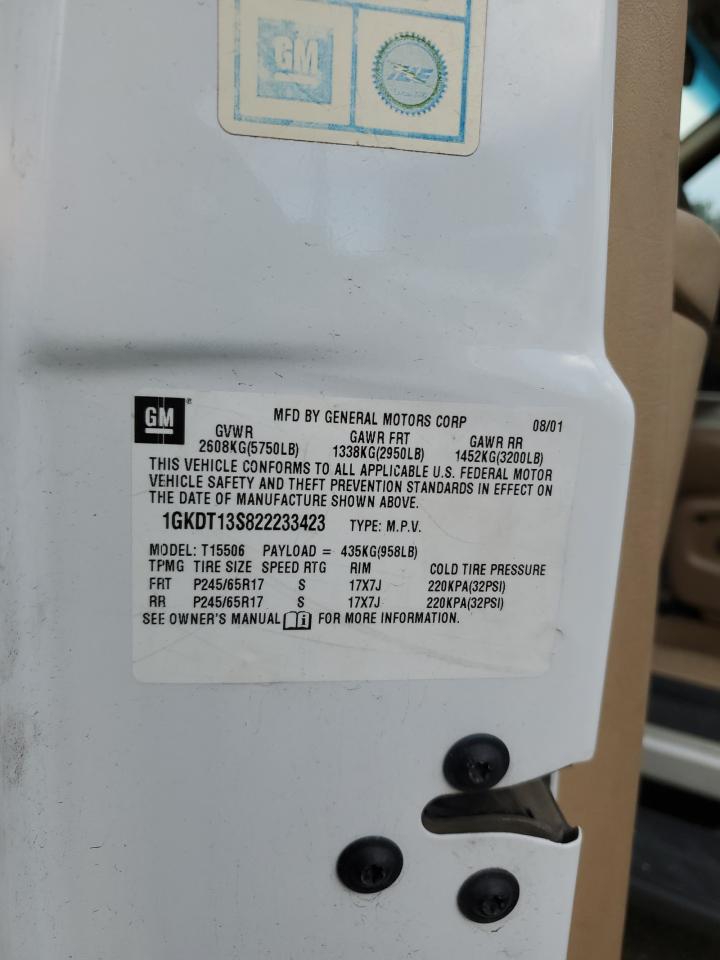 GM
GM
MFD BY GENERAL MOTORS CORP 08/01
GVWR GAWR FRT GAWR RR
2608KG(5750LB) 1338KG(2950LB) 1452KG(3200LB)
THIS VEHICLE CONFORMS TO ALL APPLICABLE U.S. FEDERAL MOTOR
VEHICLE SAFETY AND THEFT PREVENTION STANDARDS IN EFFECT ON
THE DATE OF MANUFACTURE SHOWN ABOVE.
1GKDT13S822233423 TYPE: M.P.V.
MODEL: T15506 PAYLOAD = 435KG(958LB)
TPMG TIRE SIZE SPEED RTG RIM COLD TIRE PRESSURE
FRT P245/65R17 S 17X7J 220KPA(32PSI)
RR P245/65R17 S 17X7J 220KPA(32PSI)
SEE OWNER'S MANUAL FOR MORE INFORMATION.